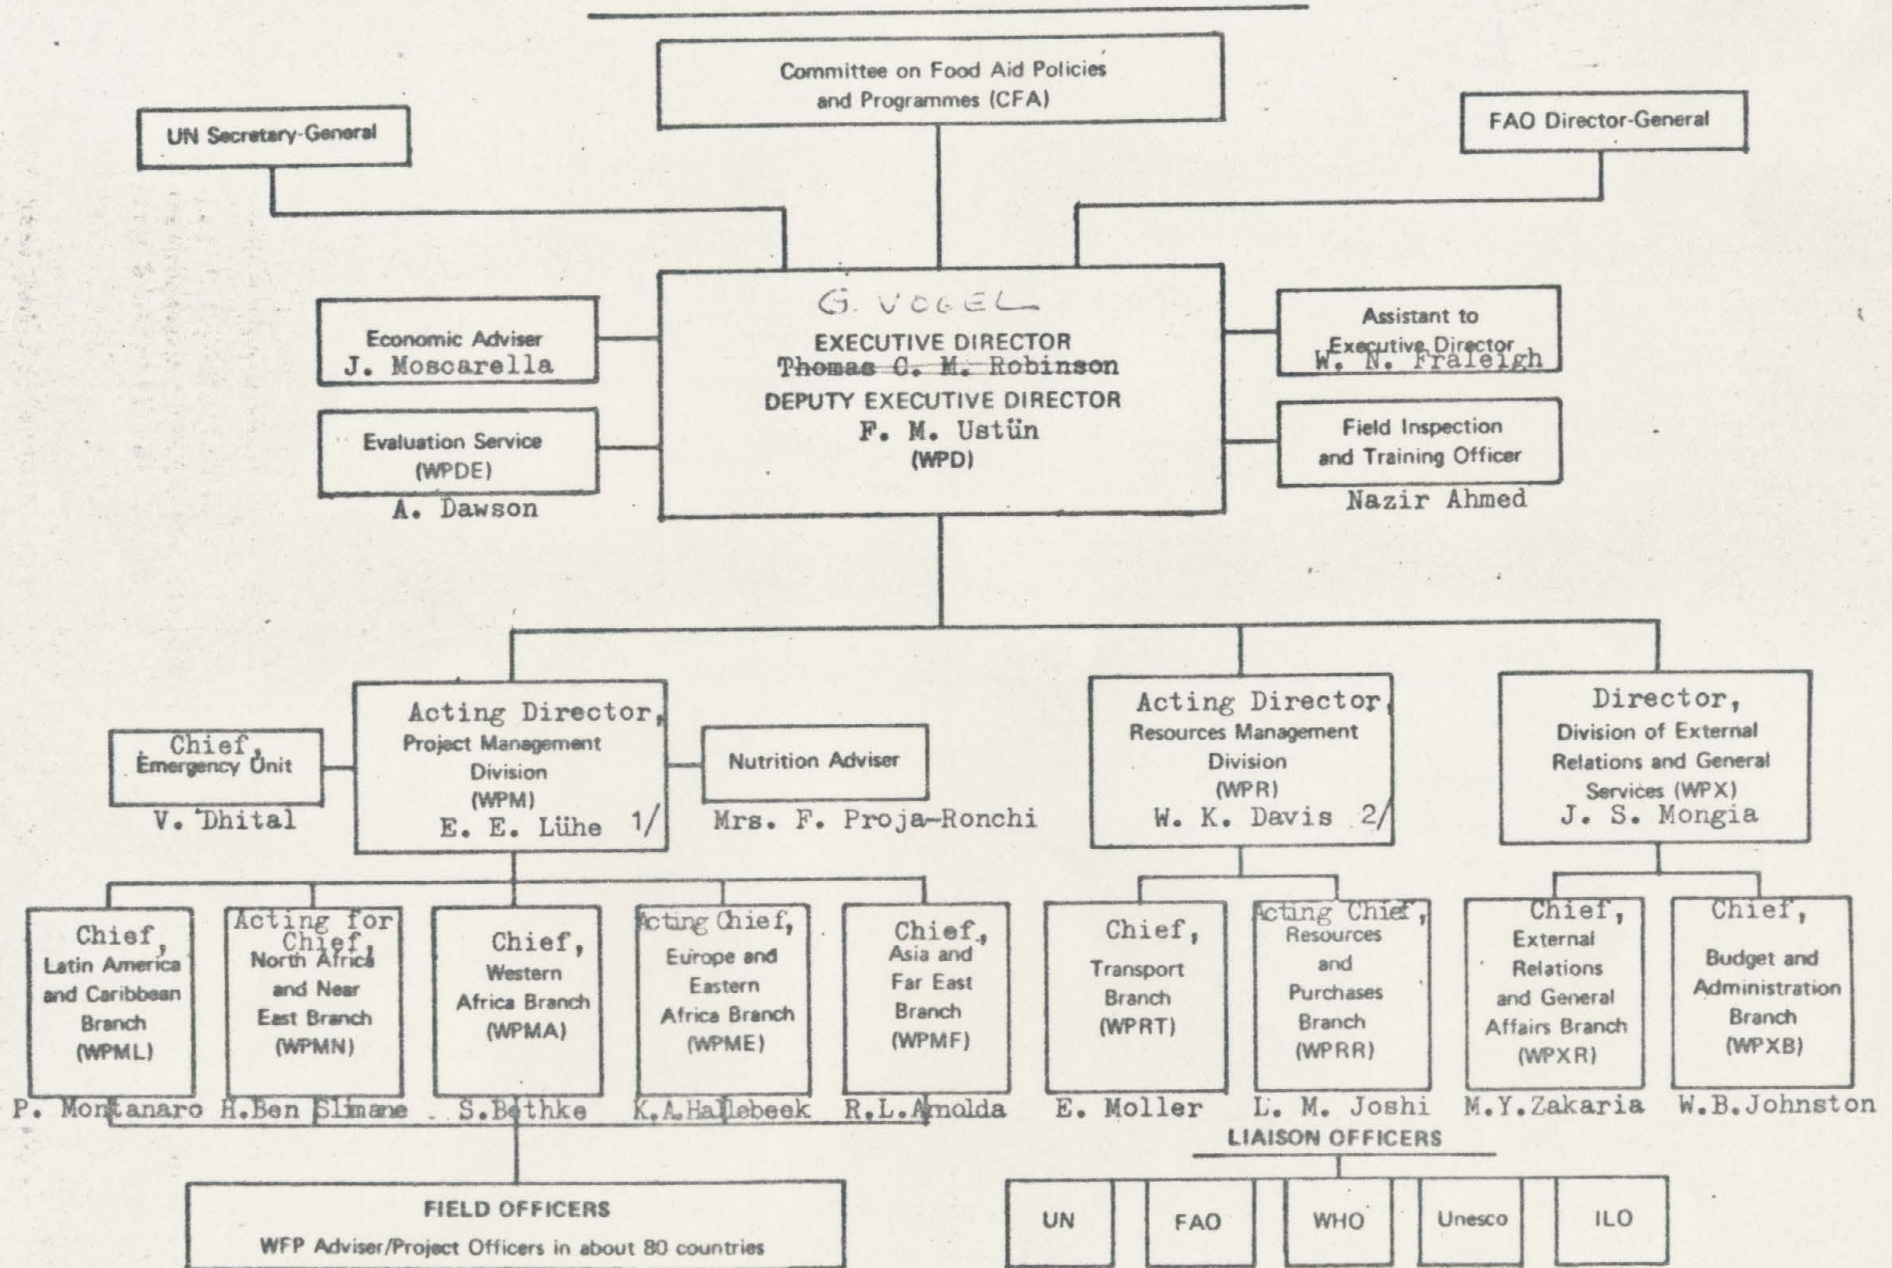 Committee on Food Aid Policies
and Programmes (CFA)
UN Secretary-General
FAO Director-General
G. VOGEL
EXECUTIVE DIRECTOR
Thomas C. M. Robinson
DEPUTY EXECUTIVE DIRECTOR
F. M. Ustün
(WPD)
Economic Adviser
J. Moscarella
Evaluation Service
(WPDE)
A. Dawson
Assistant to
Executive Director
W. N. Fraleigh
Field Inspection
and Training Officer
Nazir Ahmed
Chief,
Emergency Unit
V. Dhital
Acting Director,
Project Management
Division
(WPM)
E. E. Lühe 1/
Nutrition Adviser
Mrs. F. Proja-Ronchi
Acting Director,
Resources Management
Division
(WPR)
W. K. Davis 2/
Director,
Division of External
Relations and General
Services (WPX)
J. S. Mongia
Chief,
Latin America
and Caribbean
Branch
(WPML)
P. Montanaro
Acting for
Chief,
North Africa
and Near
East Branch
(WPMN)
H.Ben Slimane
Chief,
Western
Africa Branch
(WPMA)
S.Bethke
Acting Chief,
Europe and
Eastern
Africa Branch
(WPME)
K.A.Hallebeek
Chief,
Asia and
Far East
Branch
(WPMF)
R.L.Arnolda
Chief,
Transport
Branch
(WPRT)
E. Moller
Acting Chief,
Resources
and
Purchases
Branch
(WPRR)
L. M. Joshi
Chief,
External
Relations
and General
Affairs Branch
(WPXR)
M.Y.Zakaria
Chief,
Budget and
Administration
Branch
(WPXB)
W.B.Johnston
FIELD OFFICERS
WFP Adviser/Project Officers in about 80 countries
LIAISON OFFICERS
UN
FAO
WHO
Unesco
ILO